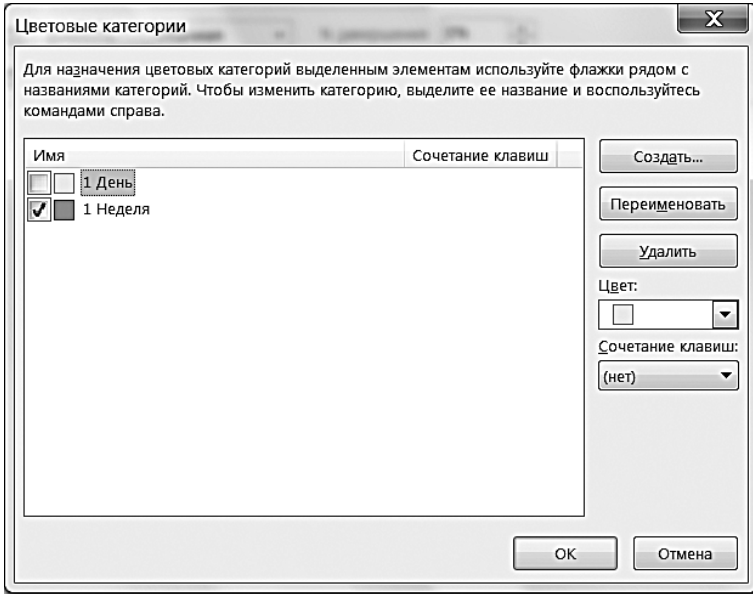 Цветовые категории
Для назначения цветовых категорий выделенным элементам используйте флажки рядом с
названиями категорий. Чтобы изменить категорию, выделите ее название и воспользуйтесь
командами справа.
Имя Сочетание клавиш
1 День
1 Неделя
Создать...
Переименовать
Удалить
Цвет:
Сочетание клавиш:
(нет)
ОК Отмена